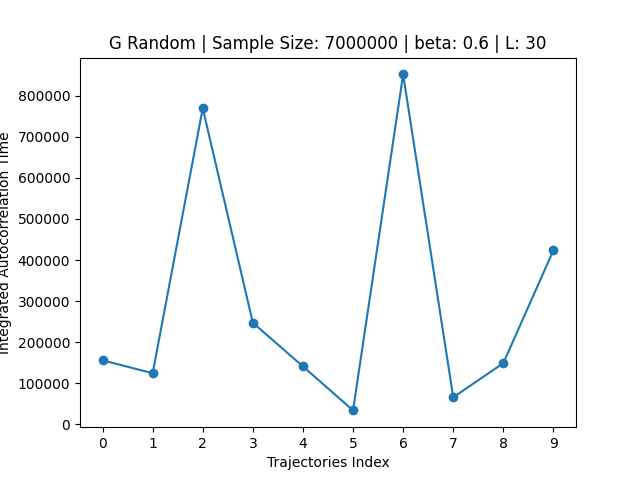 G Random | Sample Size: 7000000 | beta: 0.6 | L: 30
Integrated Autocorrelation Time
800000
700000
600000
500000
400000
300000
200000
100000
0
0 1 2 3 4 5 6 7 8 9
Trajectories Index